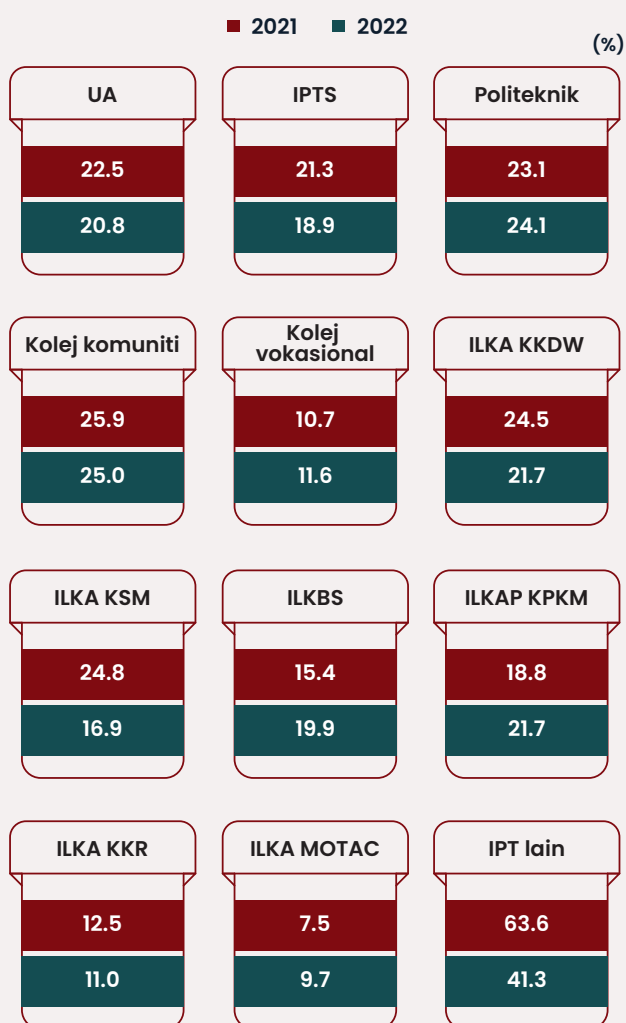 2021 2022
(%)
UA
22.5
20.8
IPTS
21.3
18.9
Politeknik
23.1
24.1
Kolej komuniti
25.9
25.0
Kolej
vokasional
10.7
11.6
ILKA KKDW
24.5
21.7
ILKA KSM
24.8
16.9
ILKBS
15.4
19.9
ILKAP KPKM
18.8
21.7
ILKA KKR
12.5
11.0
ILKA MOTAC
7.5
9.7
IPT lain
63.6
41.3